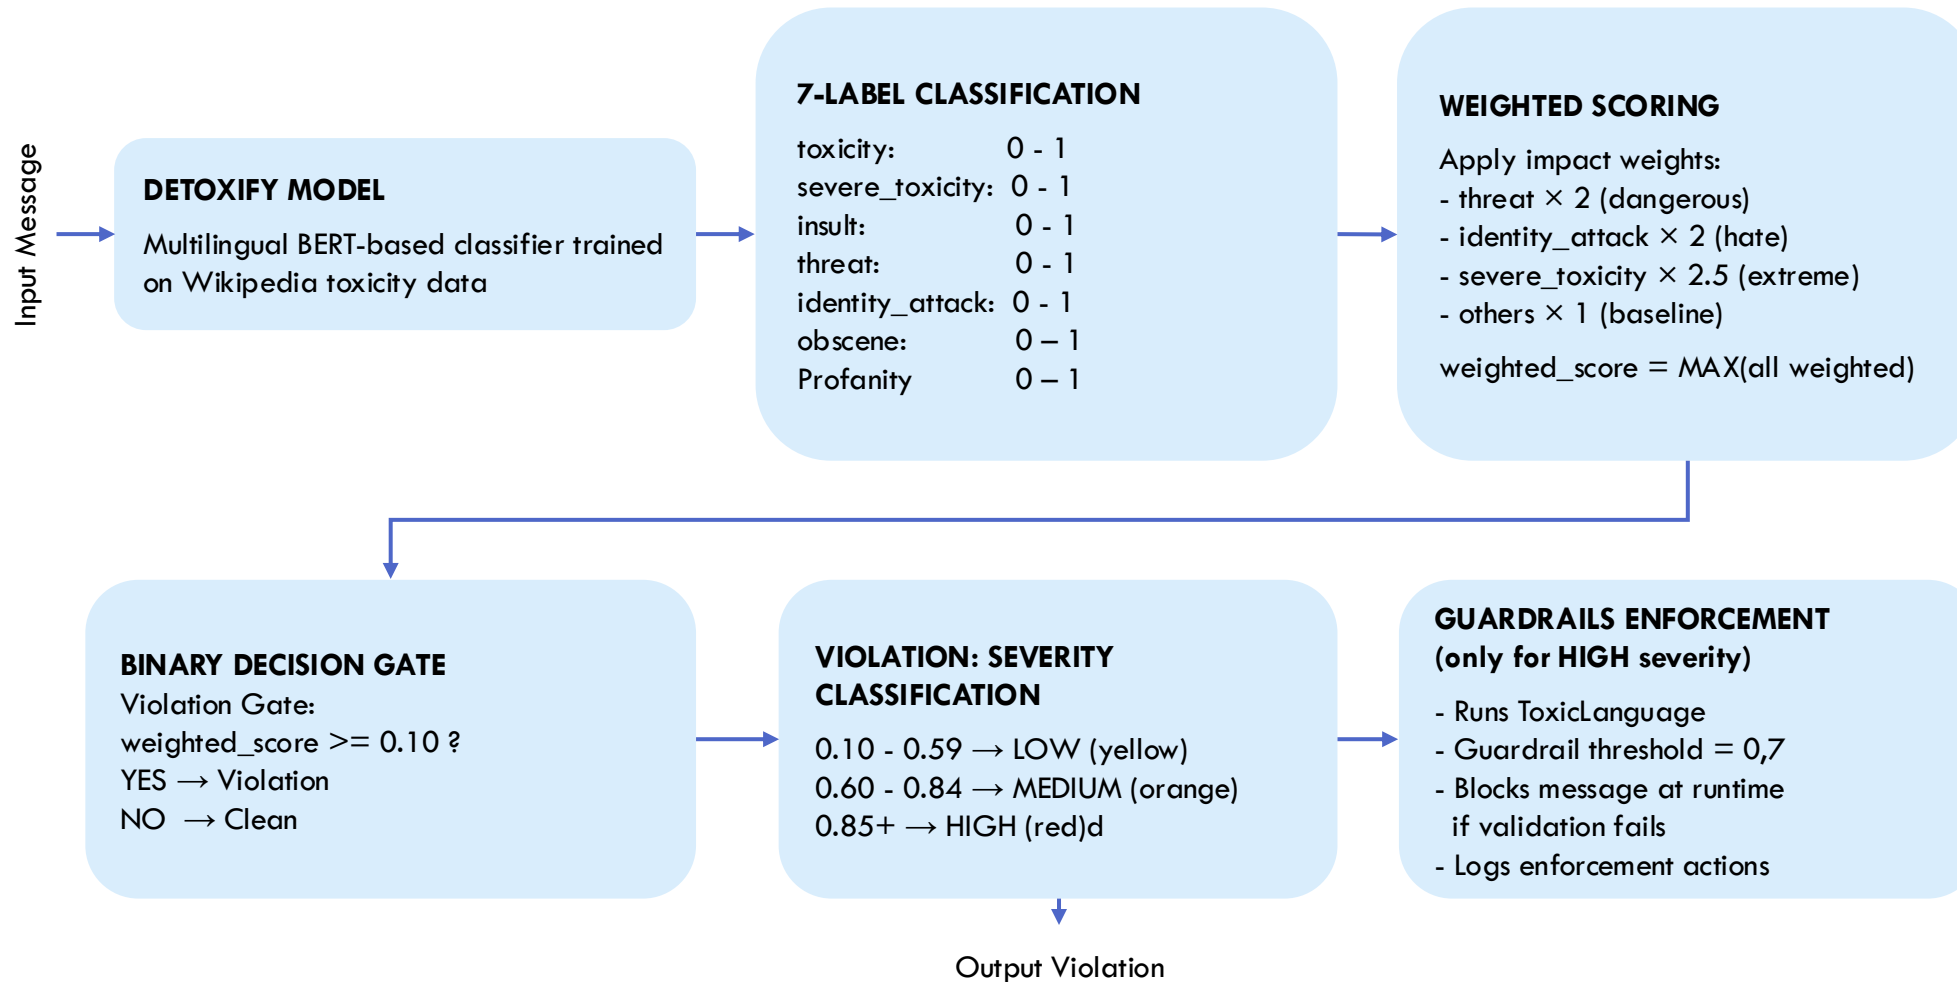 Input Message
DETOXIFY MODEL
Multilingual BERT-based classifier trained
on Wikipedia toxicity data
7-LABEL CLASSIFICATION
toxicity: 0 - 1
severe_toxicity: 0 - 1
insult: 0 - 1
threat: 0 - 1
identity_attack: 0 - 1
obscene: 0 – 1
Profanity 0 – 1
WEIGHTED SCORING
Apply impact weights:
- threat × 2 (dangerous)
- identity_attack × 2 (hate)
- severe_toxicity × 2.5 (extreme)
- others × 1 (baseline)
weighted_score = MAX(all weighted)
BINARY DECISION GATE
Violation Gate:
weighted_score >= 0.10 ?
YES → Violation
NO → Clean
VIOLATION: SEVERITY
CLASSIFICATION
0.10 - 0.59 → LOW (yellow)
0.60 - 0.84 → MEDIUM (orange)
0.85+ → HIGH (red)d
GUARDRAILS ENFORCEMENT
(only for HIGH severity)
- Runs ToxicLanguage
- Guardrail threshold = 0,7
- Blocks message at runtime
if validation fails
- Logs enforcement actions
Output Violation